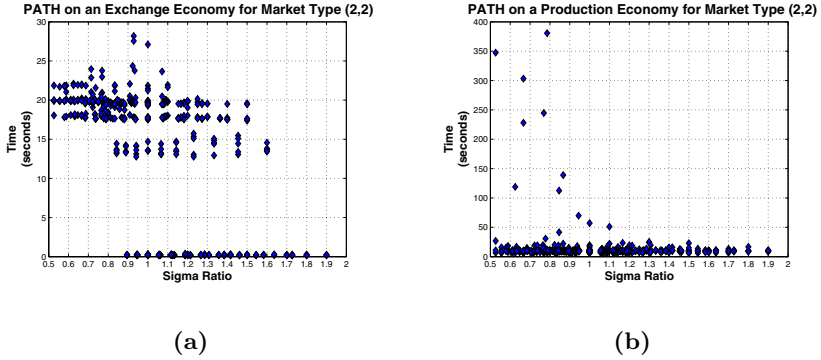 PATH on an Exchange Economy for Market Type (2,2)
30
25
20
15
10
5
0
Time
(seconds)
0.5 0.6 0.7 0.8 0.9 1 1.1 1.2 1.3 1.4 1.5 1.6 1.7 1.8 1.9 2
Sigma Ratio
(a)
PATH on a Production Economy for Market Type (2,2)
400
350
300
250
200
150
100
50
0
Time
(seconds)
0.5 0.6 0.7 0.8 0.9 1 1.1 1.2 1.3 1.4 1.5 1.6 1.7 1.8 1.9 2
Sigma Ratio
(b)